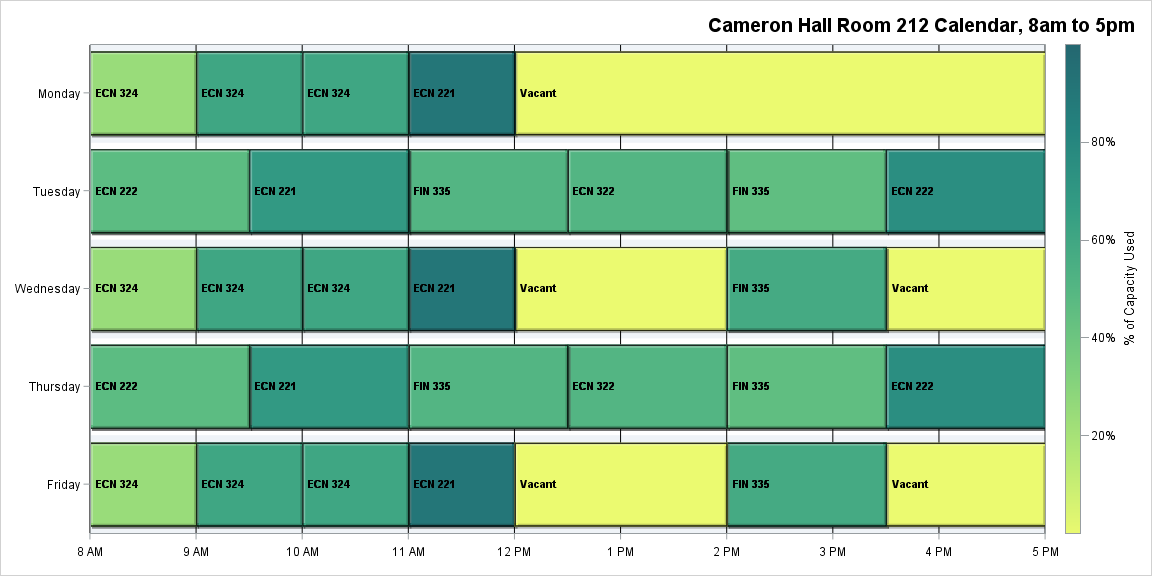 Cameron Hall Room 212 Calendar, 8am to 5pm
Monday
ECN 324
ECN 324
ECN 324
ECN 221
Vacant
Tuesday
ECN 222
ECN 221
FIN 335
ECN 322
FIN 335
ECN 222
Wednesday
ECN 324
ECN 324
ECN 324
ECN 221
Vacant
FIN 335
Vacant
Thursday
ECN 222
ECN 221
FIN 335
ECN 322
FIN 335
ECN 222
Friday
ECN 324
ECN 324
ECN 324
ECN 221
Vacant
FIN 335
Vacant
8 AM
9 AM
10 AM
11 AM
12 PM
1 PM
2 PM
3 PM
4 PM
5 PM
80%
60%
40%
20%
% of Capacity Used